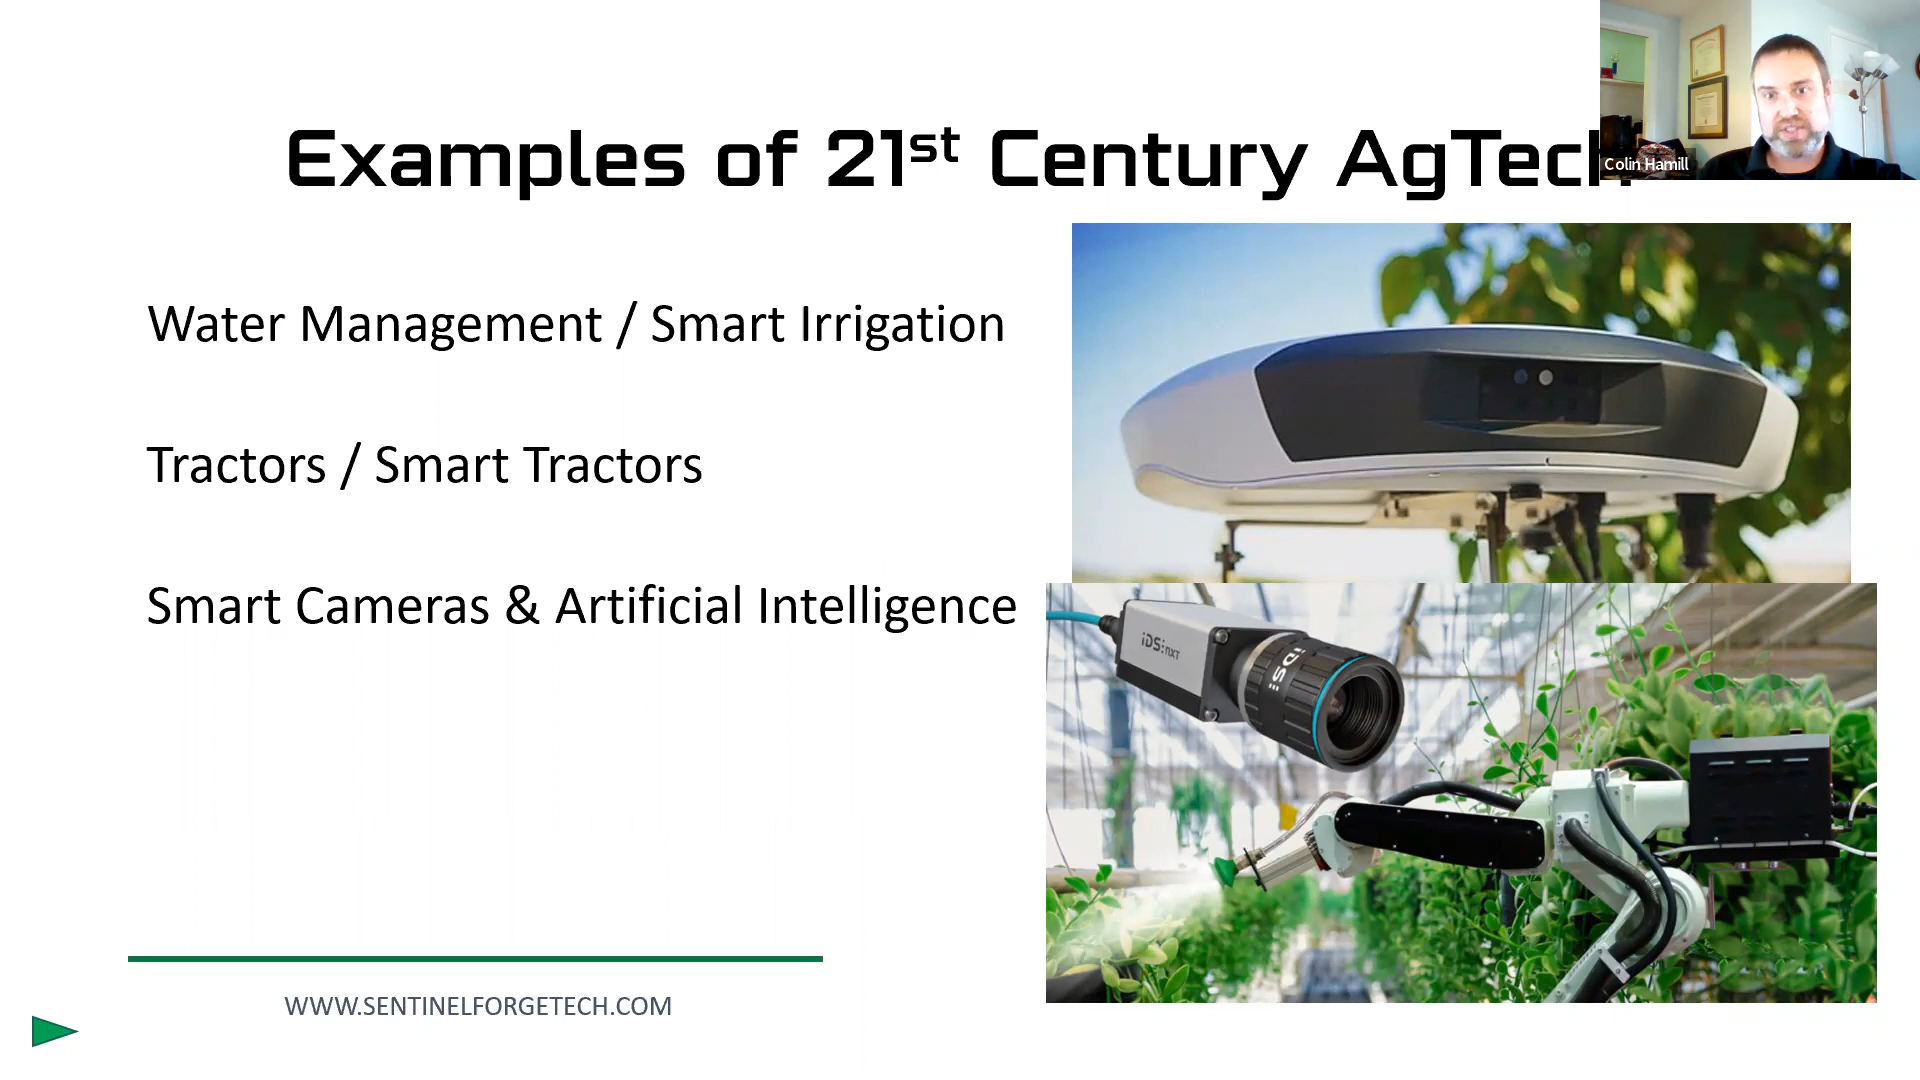 Examples of 21st Century AgTech
Colin Hamill
Water Management / Smart Irrigation
Tractors / Smart Tractors
Smart Cameras & Artificial Intelligence
iDS:nxt
iDS:
WWW.SENTINELFORGETECH.COM